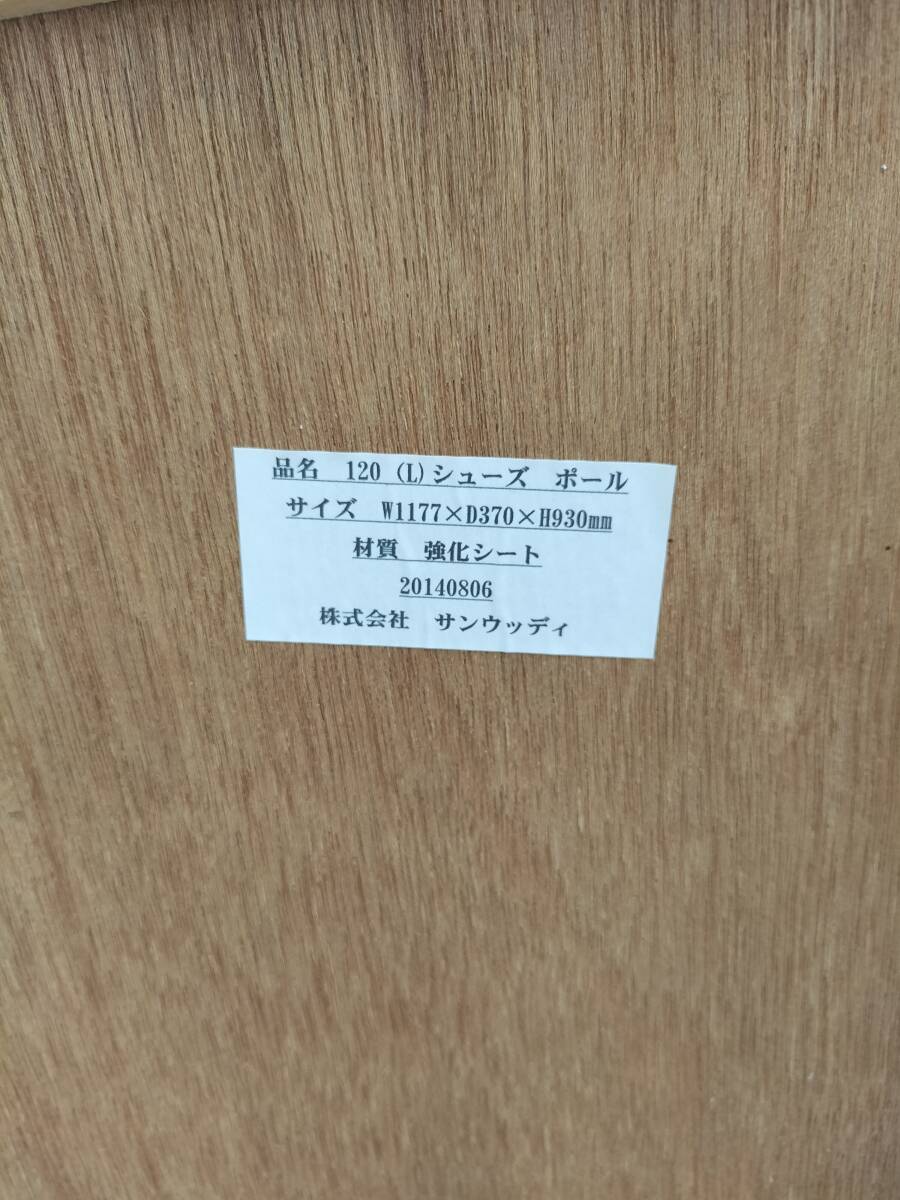 品名　120 (L)シューズ　ポール
サイズ　W1177×D370×H930mm
材質　強化シート
20140806
株式会社　サンウッディ